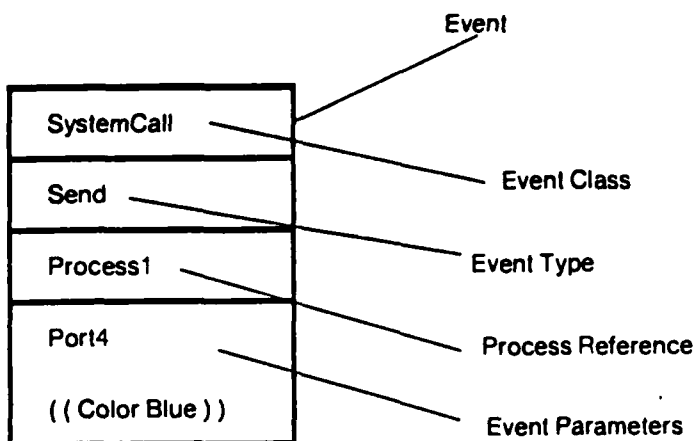 Event
SystemCall
Event Class
Send
Event Type
Process1
Process Reference
Port4
((Color Blue))
Event Parameters